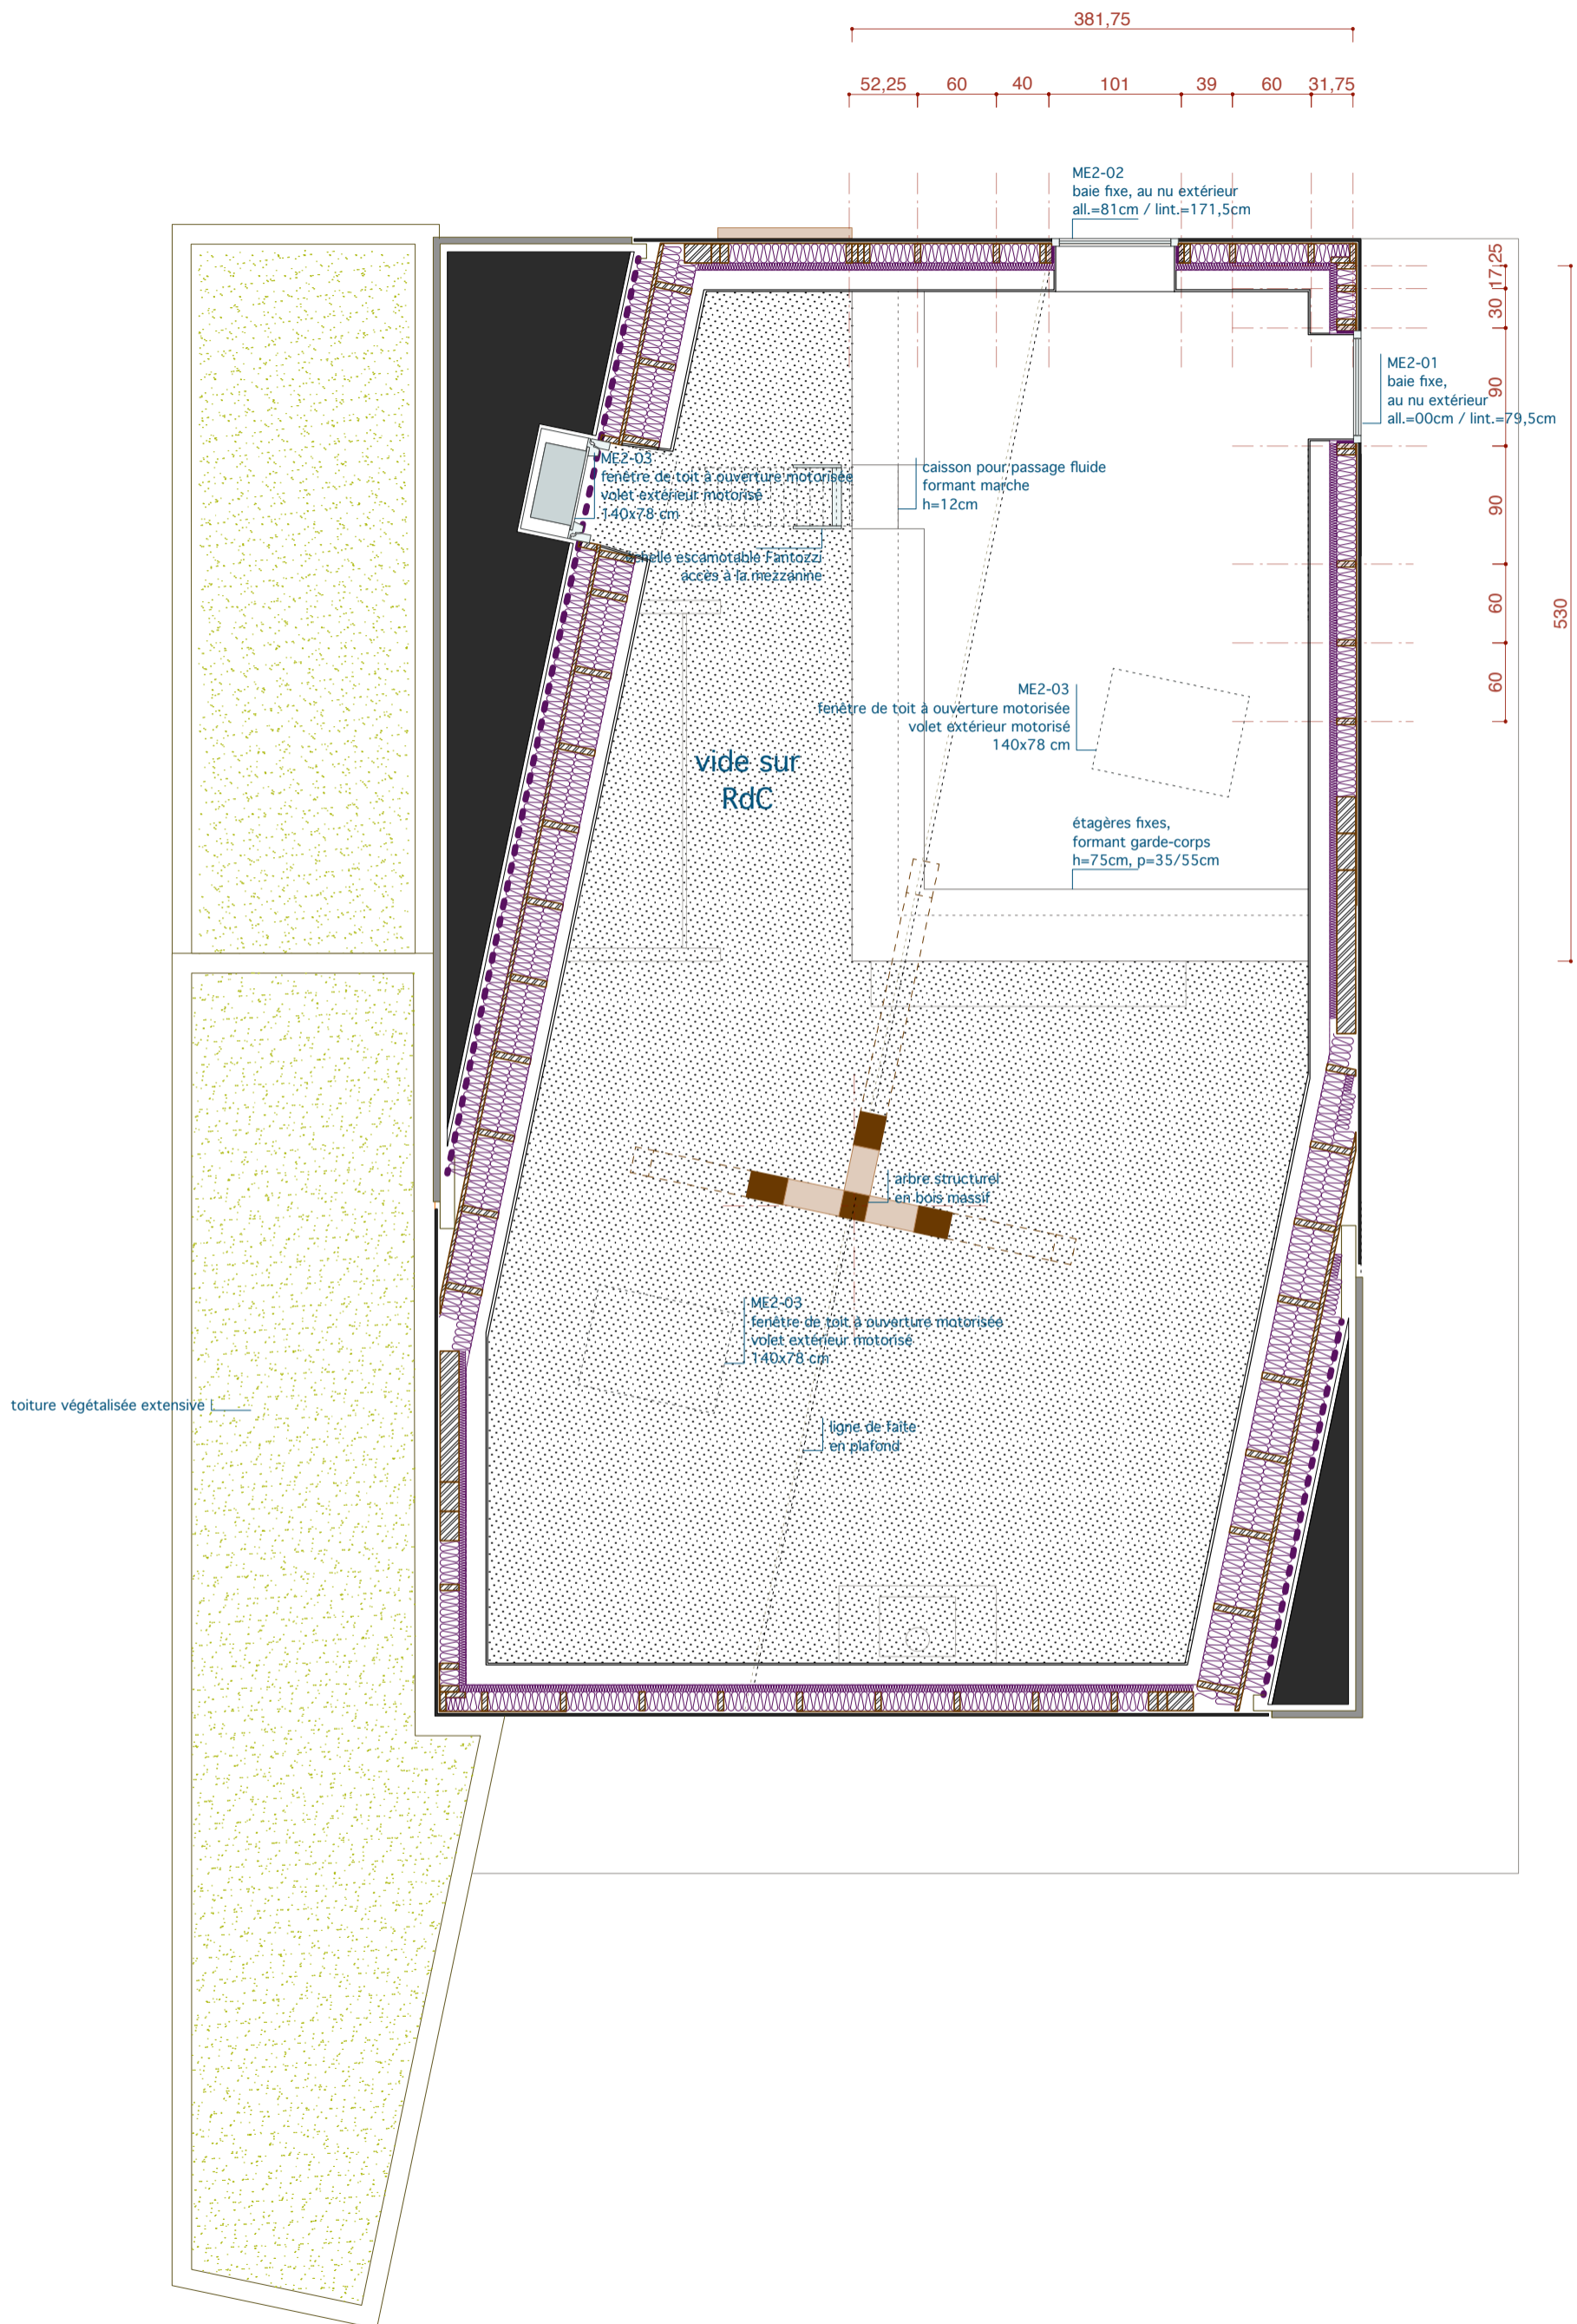 381,75
52,25 60 40 101 39 60 31,75
ME2-02
baie fixe, au nu extérieur
all.=81cm / lint.=171,5cm
17,25
30
90
90
60
60
530
ME2-01
baie fixe,
au nu extérieur
all.=00cm / lint.=79,5cm
ME2-03
fenêtre de toit à ouverture motorisée
volet extérieur motorisé
140x78 cm
caisson pour passage fluide
formant marche
h=12cm
échelle escamotable Fantozzi
accès à la mezzanine
ME2-03
fenêtre de toit à ouverture motorisée
volet extérieur motorisé
140x78 cm
vide sur
RdC
étagères fixes,
formant garde-corps
h=75cm, p=35/55cm
arbre structurel
en bois massif
ME2-03
fenêtre de toit à ouverture motorisée
volet extérieur motorisé
140x78 cm
toiture végétalisée extensive
ligne de faîte
en plafond